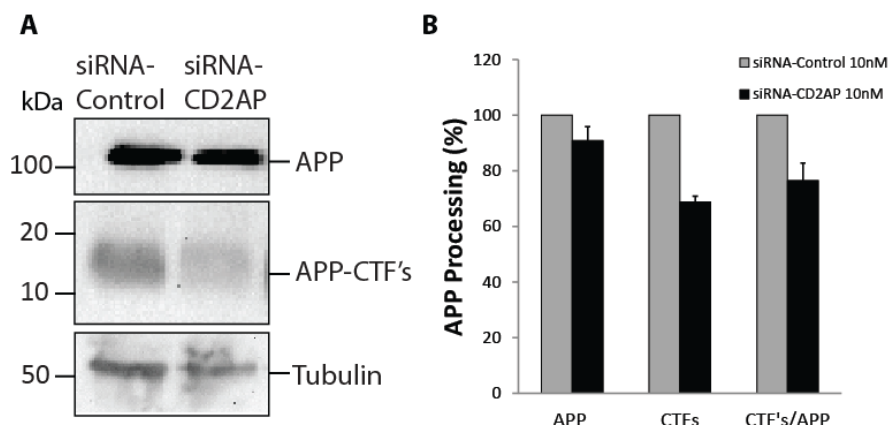 A
siRNA- siRNA-
kDa Control CD2AP
100 APP
20
APP-CTF's
10
50 Tubulin
B
120
siRNA-Control 10nM
100
siRNA-CD2AP 10nM
80
60
40
20
0
APP Processing (%)
APP CTFs CTF's/APP